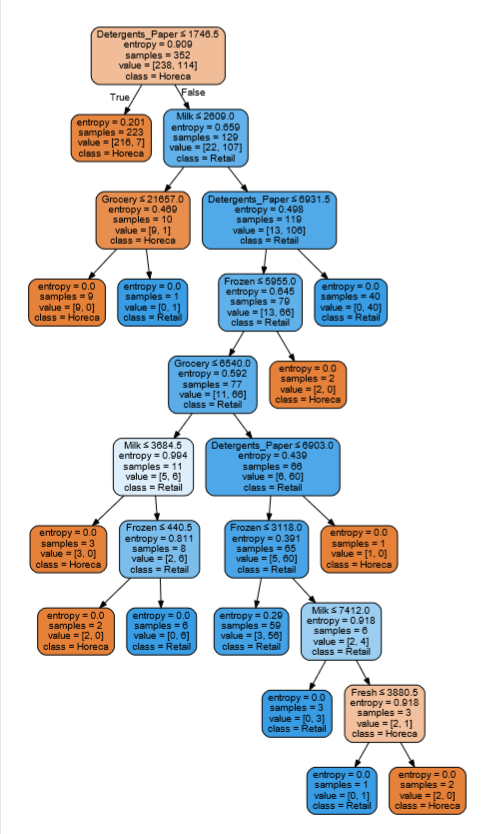 Detergents_Paper ≤ 1746.5
entropy = 0.909
samples = 352
value = [238, 114]
class = Horeca
True
False
entropy = 0.201
samples = 223
value = [216, 7]
class = Horeca
Milk ≤ 2609.0
entropy = 0.659
samples = 129
value = [22, 107]
class = Retail
Grocery ≤ 21657.0
entropy = 0.469
samples = 10
value = [9, 1]
class = Horeca
Detergents_Paper ≤ 6931.5
entropy = 0.498
samples = 119
value = [13, 106]
class = Retail
entropy = 0.0
samples = 9
value = [9, 0]
class = Horeca
entropy = 0.0
samples = 1
value = [0, 1]
class = Retail
Frozen ≤ 5955.0
entropy = 0.645
samples = 79
value = [13, 66]
class = Retail
entropy = 0.0
samples = 40
value = [0, 40]
class = Retail
Grocery ≤ 6540.0
entropy = 0.592
samples = 77
value = [11, 66]
class = Retail
entropy = 0.0
samples = 2
value = [2, 0]
class = Horeca
Milk ≤ 3684.5
entropy = 0.994
samples = 11
value = [5, 6]
class = Retail
Detergents_Paper ≤ 6903.0
entropy = 0.439
samples = 66
value = [6, 60]
class = Retail
entropy = 0.0
samples = 3
value = [3, 0]
class = Horeca
Frozen ≤ 440.5
entropy = 0.811
samples = 8
value = [2, 6]
class = Retail
Frozen ≤ 3118.0
entropy = 0.391
samples = 65
value = [5, 60]
class = Retail
entropy = 0.0
samples = 1
value = [1, 0]
class = Horeca
entropy = 0.0
samples = 2
value = [2, 0]
class = Horeca
entropy = 0.0
samples = 6
value = [0, 6]
class = Retail
entropy = 0.29
samples = 59
value = [3, 56]
class = Retail
Milk ≤ 7412.0
entropy = 0.918
samples = 6
value = [2, 4]
class = Retail
entropy = 0.0
samples = 3
value = [0, 3]
class = Retail
Fresh ≤ 3880.5
entropy = 0.918
samples = 3
value = [2, 1]
class = Horeca
entropy = 0.0
samples = 1
value = [0, 1]
class = Retail
entropy = 0.0
samples = 2
value = [2, 0]
class = Horeca